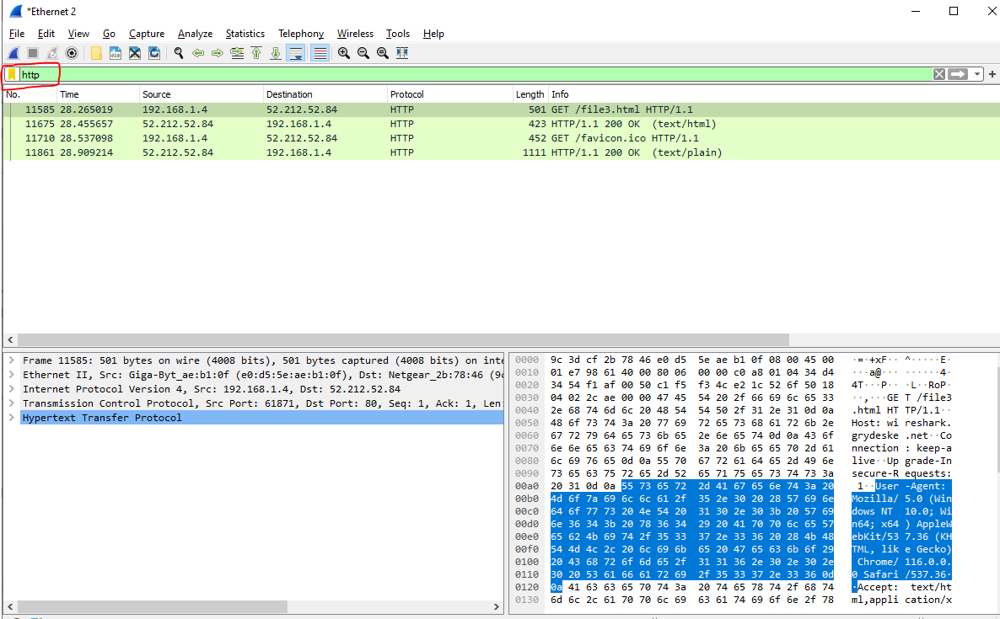 *Ethernet 2
File Edit View Go Capture Analyze Statistics Telephony Wireless Tools Help
http
No. Time Source Destination Protocol Length Info
11585 28.265019 192.168.1.4 52.212.52.84 HTTP 501 GET /file3.html HTTP/1.1
11675 28.455657 52.212.52.84 192.168.1.4 HTTP 423 HTTP/1.1 200 OK (text/html)
11710 28.537098 192.168.1.4 52.212.52.84 HTTP 452 GET /favicon.ico HTTP/1.1
11861 28.909214 52.212.52.84 192.168.1.4 HTTP 1111 HTTP/1.1 200 OK (text/plain)
Frame 11585: 501 bytes on wire (4008 bits), 501 bytes captured (4008 bits) on inte
Ethernet II, Src: Giga-Byt_ae:b1:0f (e0:d5:5e:ae:b1:0f), Dst: Netgear_2b:78:46 (9c
Internet Protocol Version 4, Src: 192.168.1.4, Dst: 52.212.52.84
Transmission Control Protocol, Src Port: 61871, Dst Port: 80, Seq: 1, Ack: 1, Len:
Hypertext Transfer Protocol
0000 9c 3d cf 2b 78 46 e0 d5 5e ae b1 0f 08 00 45 00 ·=·+xF·· ^·····E·
0010 01 e7 98 61 40 00 80 06 00 00 c0 a8 01 04 34 d4 ···a@··· ······4·
0020 34 54 f1 af 00 50 c1 f5 f3 4c e2 1c 52 6f 50 18 4T···P·· ·L··RoP·
0030 04 02 2c ae 00 00 47 45 54 20 2f 66 69 6c 65 33 ··,···GE T /file3
0040 2e 68 74 6d 6c 20 48 54 54 50 2f 31 2e 31 0d 0a .html HT TP/1.1··
0050 48 6f 73 74 3a 20 77 69 72 65 73 68 61 72 6b 2e Host: wi reshark.
0060 67 72 79 64 65 73 6b 65 2e 6e 65 74 0d 0a 43 6f grydeske .net··Co
0070 6e 6e 65 63 74 69 6f 6e 3a 20 6b 65 65 70 2d 61 nnection : keep-a
0080 6c 69 76 65 0d 0a 55 70 67 72 61 64 65 2d 49 6e live··Up grade-In
0090 73 65 63 75 72 65 2d 52 65 71 75 65 73 74 73 3a secure-R equests:
00a0 20 31 0d 0a 55 73 65 72 2d 41 67 65 6e 74 3a 20 1··User -Agent:
00b0 4d 6f 7a 69 6c 6c 61 2f 35 2e 30 20 28 57 69 6e Mozilla/ 5.0 (Win
00c0 64 6f 77 73 20 4e 54 20 31 30 2e 30 3b 20 57 69 dows NT 10.0; Wi
00d0 6e 36 34 3b 20 78 36 34 29 20 41 70 70 6c 65 57 n64; x64 ) AppleW
00e0 65 62 4b 69 74 2f 35 33 37 2e 33 36 20 28 4b 48 ebKit/53 7.36 (KH
00f0 54 4d 4c 2c 20 6c 69 6b 65 20 47 65 63 6b 6f 29 TML, lik e Gecko)
0100 20 43 68 72 6f 6d 65 2f 31 31 36 2e 30 2e 30 2e Chrome/ 116.0.0.
0110 30 20 53 61 66 61 72 69 2f 35 33 37 2e 33 36 0d 0 Safari /537.36·
0120 0a 41 63 63 65 70 74 3a 20 74 65 78 74 2f 68 74 ·Accept: text/ht
0130 6d 6c 2c 61 70 70 6c 69 63 61 74 69 6f 6e 2f 78 ml,appli cation/x